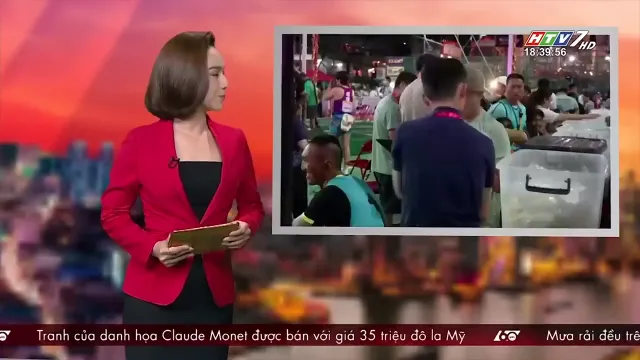 HTV7 HD
18:39:56
Tranh của danh họa Claude Monet được bán với giá 35 triệu đô la Mỹ
60
Mưa rải đều trê